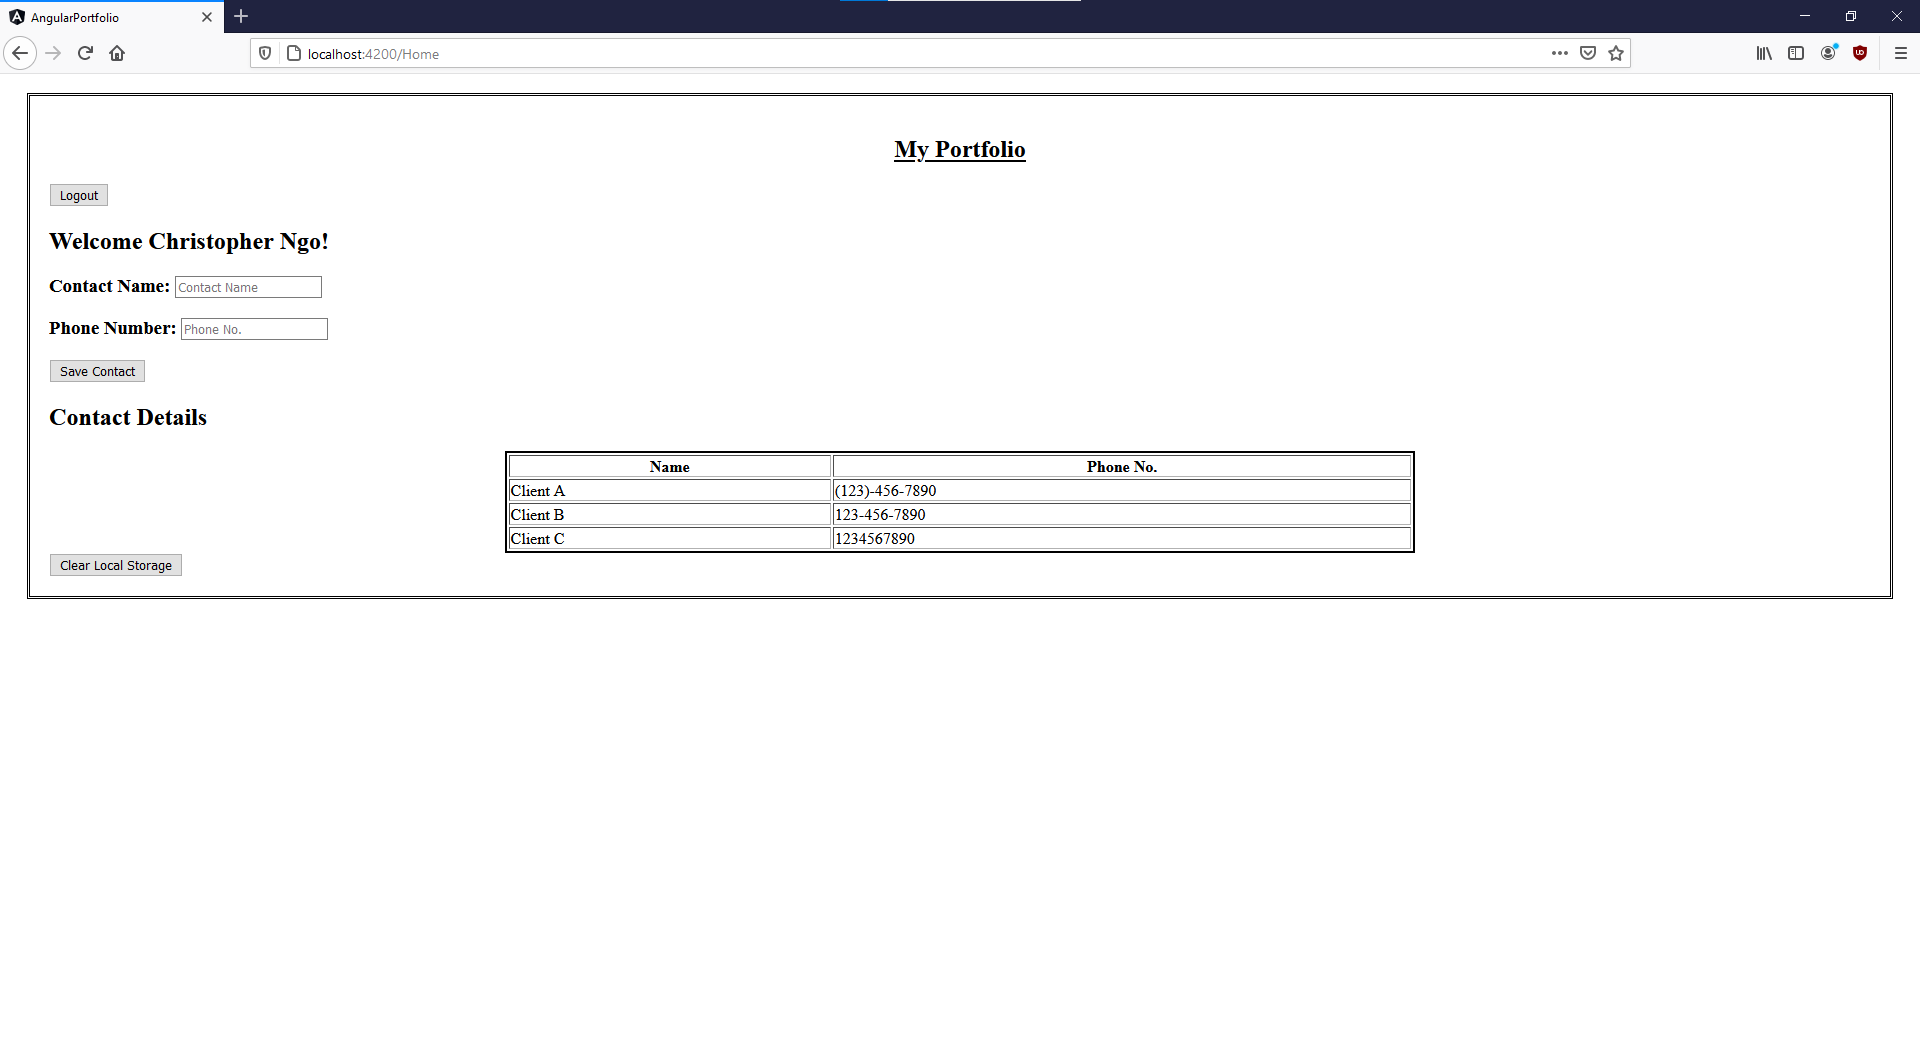 AngularPortfolio
localhost:4200/Home
My Portfolio
Logout
Welcome Christopher Ngo!
Contact Name: Contact Name
Phone Number: Phone No.
Save Contact
Contact Details
Name Phone No.
Client A (123)-456-7890
Client B 123-456-7890
Client C 1234567890
Clear Local Storage